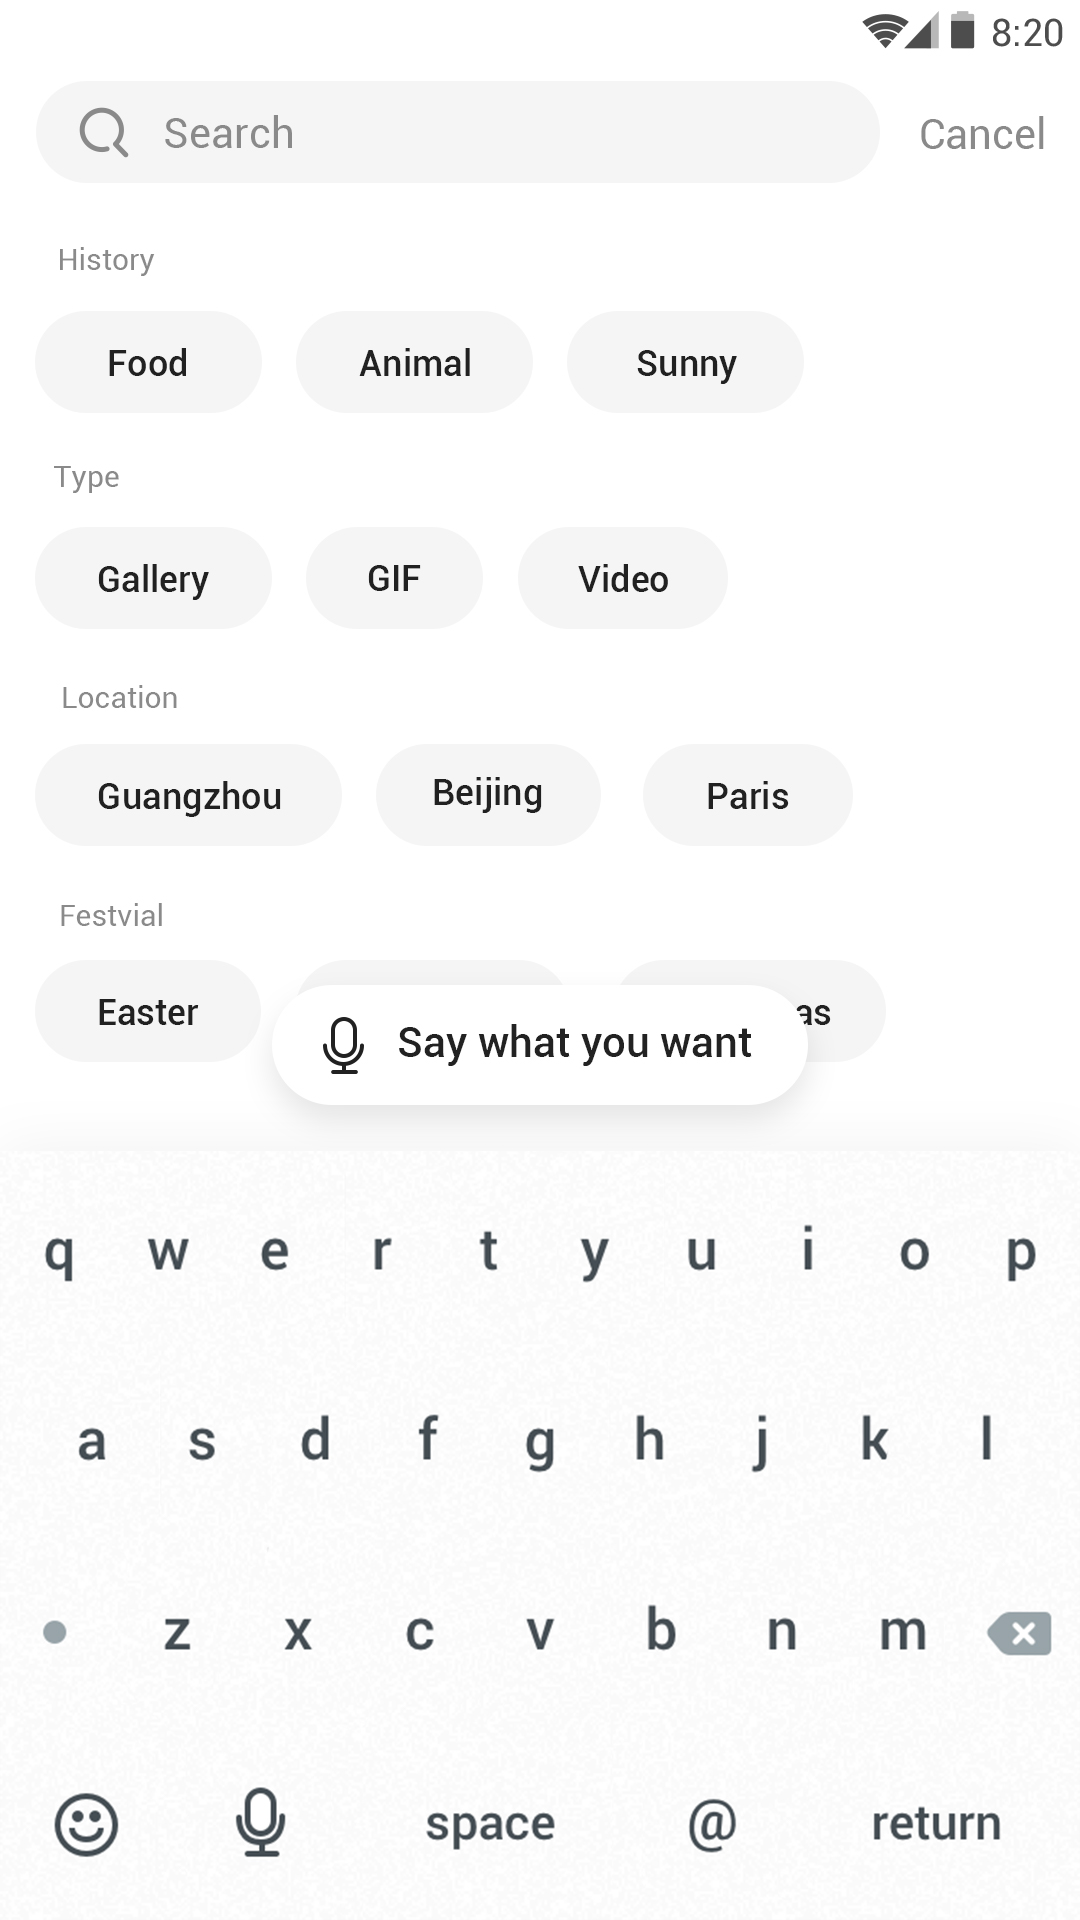 8:20
Search Cancel
History
Food Animal Sunny
Type
Gallery GIF Video
Location
Guangzhou Beijing Paris
Festvial
Easter as
Say what you want
q w e r t y u i o p
a s d f g h j k l
z x c v b n m
space @ return